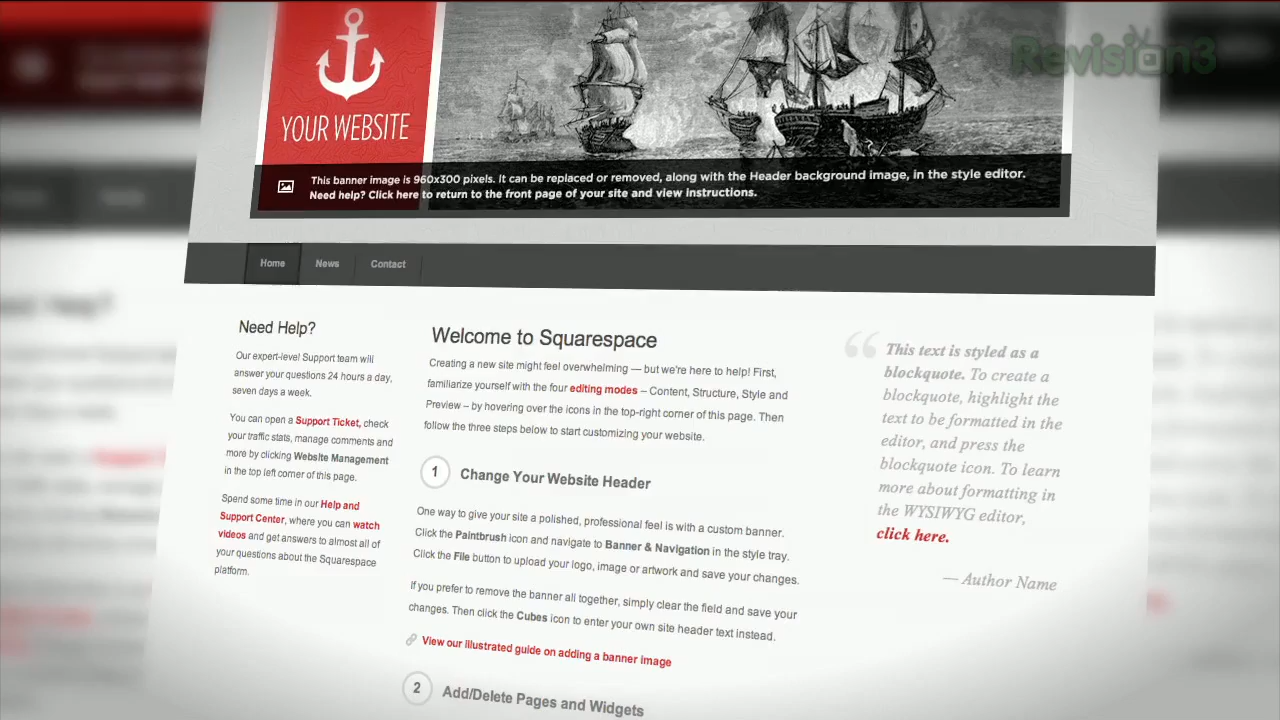 Revision3
YOUR WEBSITE
This banner image is 960x300 pixels. It can be replaced or removed, along with the Header background image, in the style editor.
Need help? Click here to return to the front page of your site and view instructions.
Home
News
Contact
Need Help?
Our expert-level Support team will
answer your questions 24 hours a day,
seven days a week.
You can open a Support Ticket, check
your traffic stats, manage comments and
more by clicking Website Management
in the top left corner of this page.
Spend some time in our Help and
Support Center, where you can watch
videos and get answers to almost all of
your questions about the Squarespace
platform.
Welcome to Squarespace
Creating a new site might feel overwhelming — but we're here to help! First,
familiarize yourself with the four editing modes – Content, Structure, Style and
Preview – by hovering over the icons in the top-right corner of this page. Then
follow the three steps below to start customizing your website.
1 Change Your Website Header
One way to give your site a polished, professional feel is with a custom banner.
Click the Paintbrush icon and navigate to Banner & Navigation in the style tray.
Click the File button to upload your logo, image or artwork and save your changes.
If you prefer to remove the banner all together, simply clear the field and save your
changes. Then click the Cubes icon to enter your own site header text instead.
View our illustrated guide on adding a banner image
2 Add/Delete Pages and Widgets
“ This text is styled as a
blockquote. To create a
blockquote, highlight the
text to be formatted in the
editor, and press the
blockquote icon. To learn
more about formatting in
the WYSIWYG editor,
click here.
— Author Name